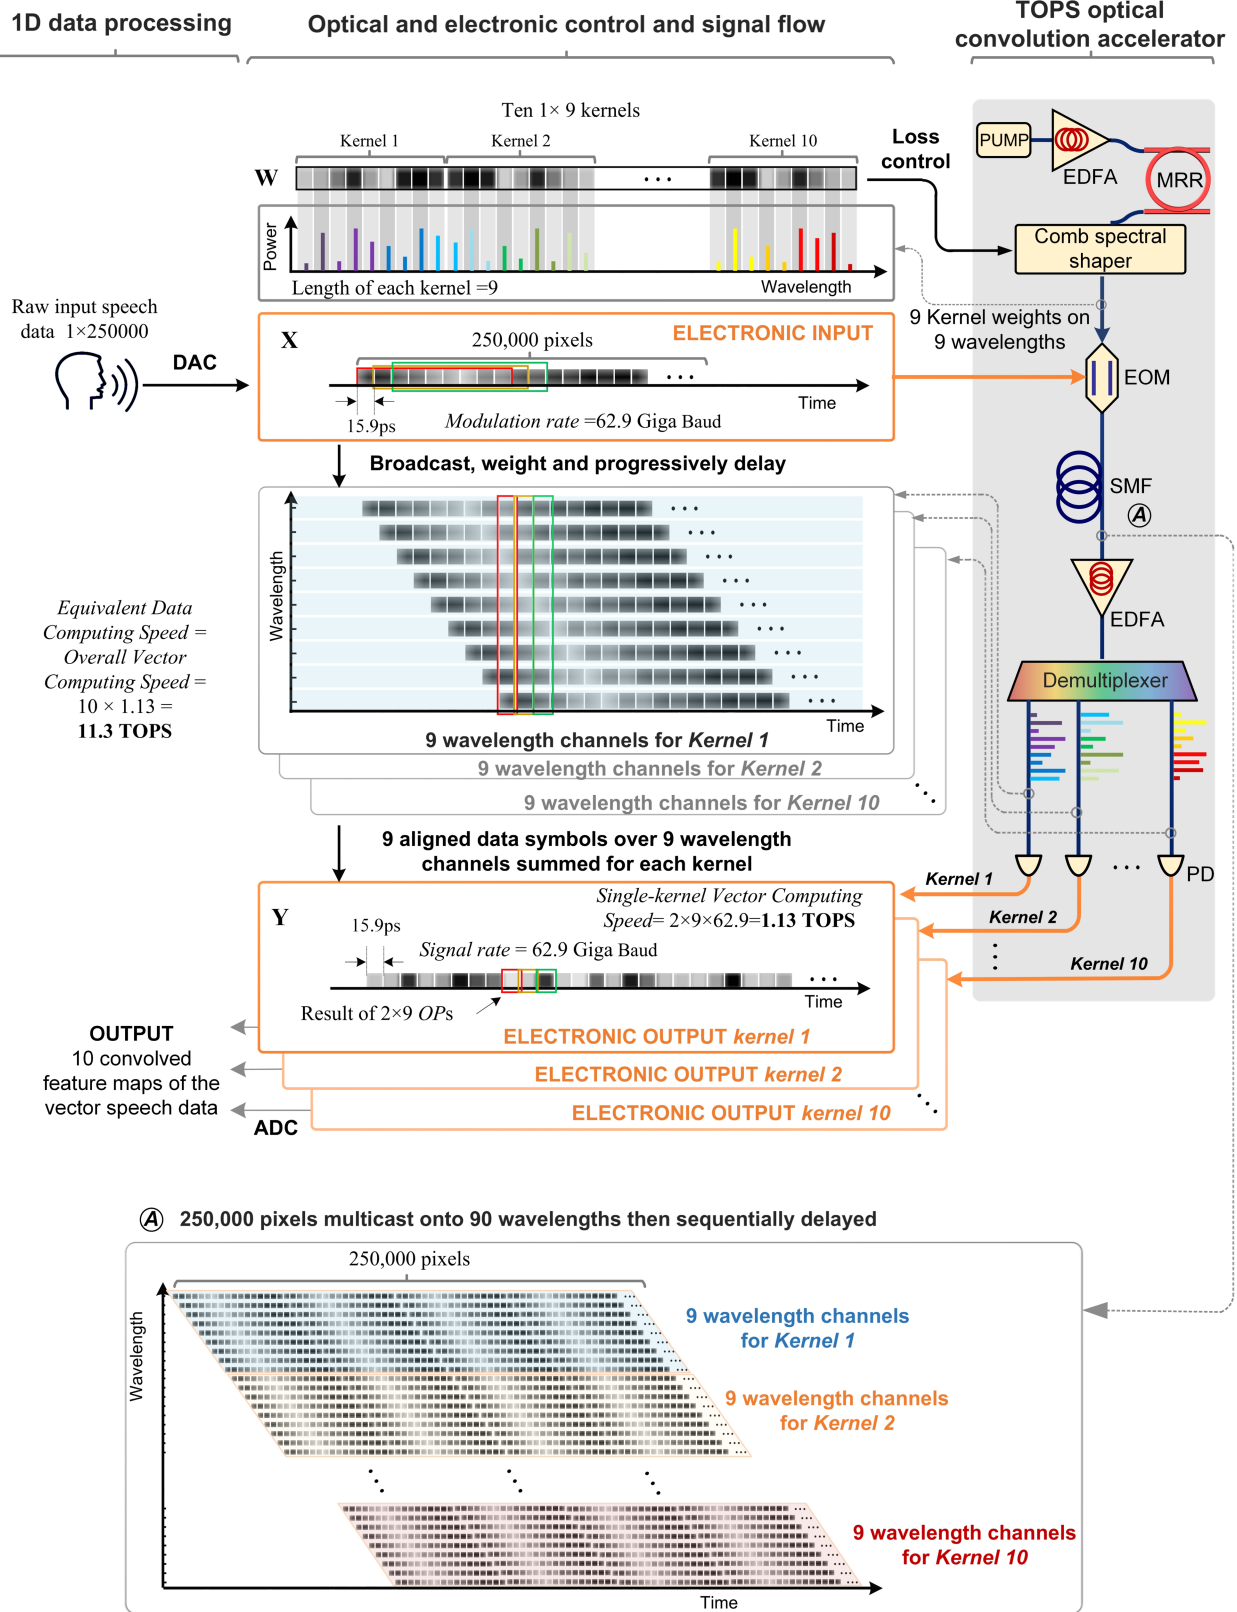 1D data processing
Optical and electronic control and signal flow
TOPS optical
convolution accelerator
Ten 1× 9 kernels
Kernel 1
Kernel 2
Kernel 10
W
Loss
control
PUMP
EDFA
MRR
Comb spectral
shaper
Power
Length of each kernel =9
Wavelength
9 Kernel weights on
9 wavelengths
Raw input speech
data 1×250000
DAC
X
ELECTRONIC INPUT
250,000 pixels
...
Time
15.9ps
Modulation rate =62.9 Giga Baud
EOM
Broadcast, weight and progressively delay
SMF
A
EDFA
Demultiplexer
Wavelength
Time
Equivalent Data
Computing Speed =
Overall Vector
Computing Speed =
10 × 1.13 =
11.3 TOPS
9 wavelength channels for Kernel 1
9 wavelength channels for Kernel 2
9 wavelength channels for Kernel 10
9 aligned data symbols over 9 wavelength
channels summed for each kernel
PD
Kernel 1
Kernel 2
Kernel 10
Y
Single-kernel Vector Computing
Speed= 2×9×62.9=1.13 TOPS
15.9ps
Signal rate = 62.9 Giga Baud
...
Time
Result of 2×9 OPs
ELECTRONIC OUTPUT kernel 1
ELECTRONIC OUTPUT kernel 2
ELECTRONIC OUTPUT kernel 10
OUTPUT
10 convolved
feature maps of the
vector speech data
ADC
A 250,000 pixels multicast onto 90 wavelengths then sequentially delayed
250,000 pixels
Wavelength
9 wavelength channels
for Kernel 1
9 wavelength channels
for Kernel 2
9 wavelength channels
for Kernel 10
Time